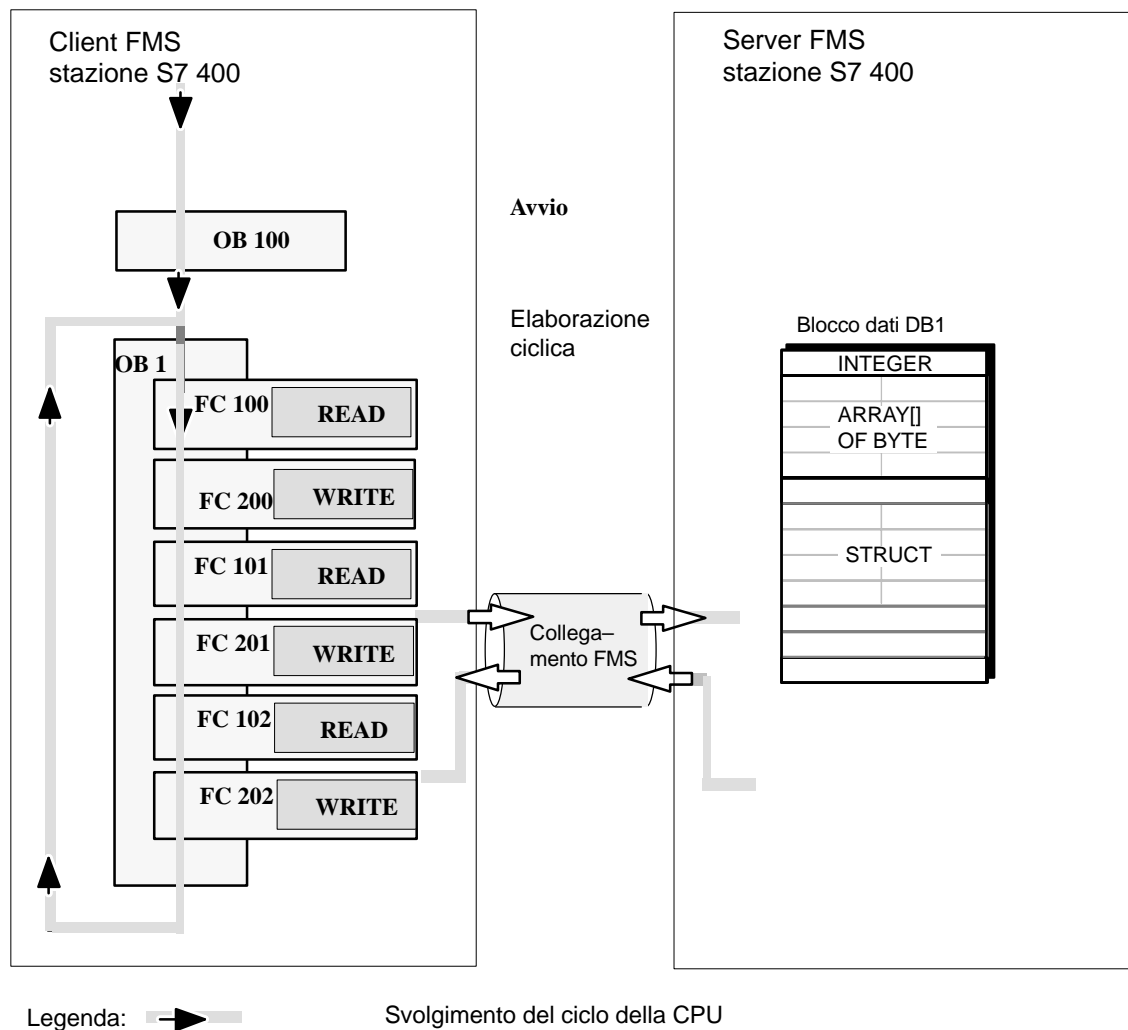 Client FMS
stazione S7 400
Server FMS
stazione S7 400
Avvio
OB 100
Elaborazione
ciclica
Blocco dati DB1
OB 1
INTEGER
FC 100
READ
ARRAY[]
OF BYTE
FC 200
WRITE
FC 101
READ
STRUCT
FC 201
WRITE
Collega–
mento FMS
FC 102
READ
FC 202
WRITE
Legenda:
Svolgimento del ciclo della CPU